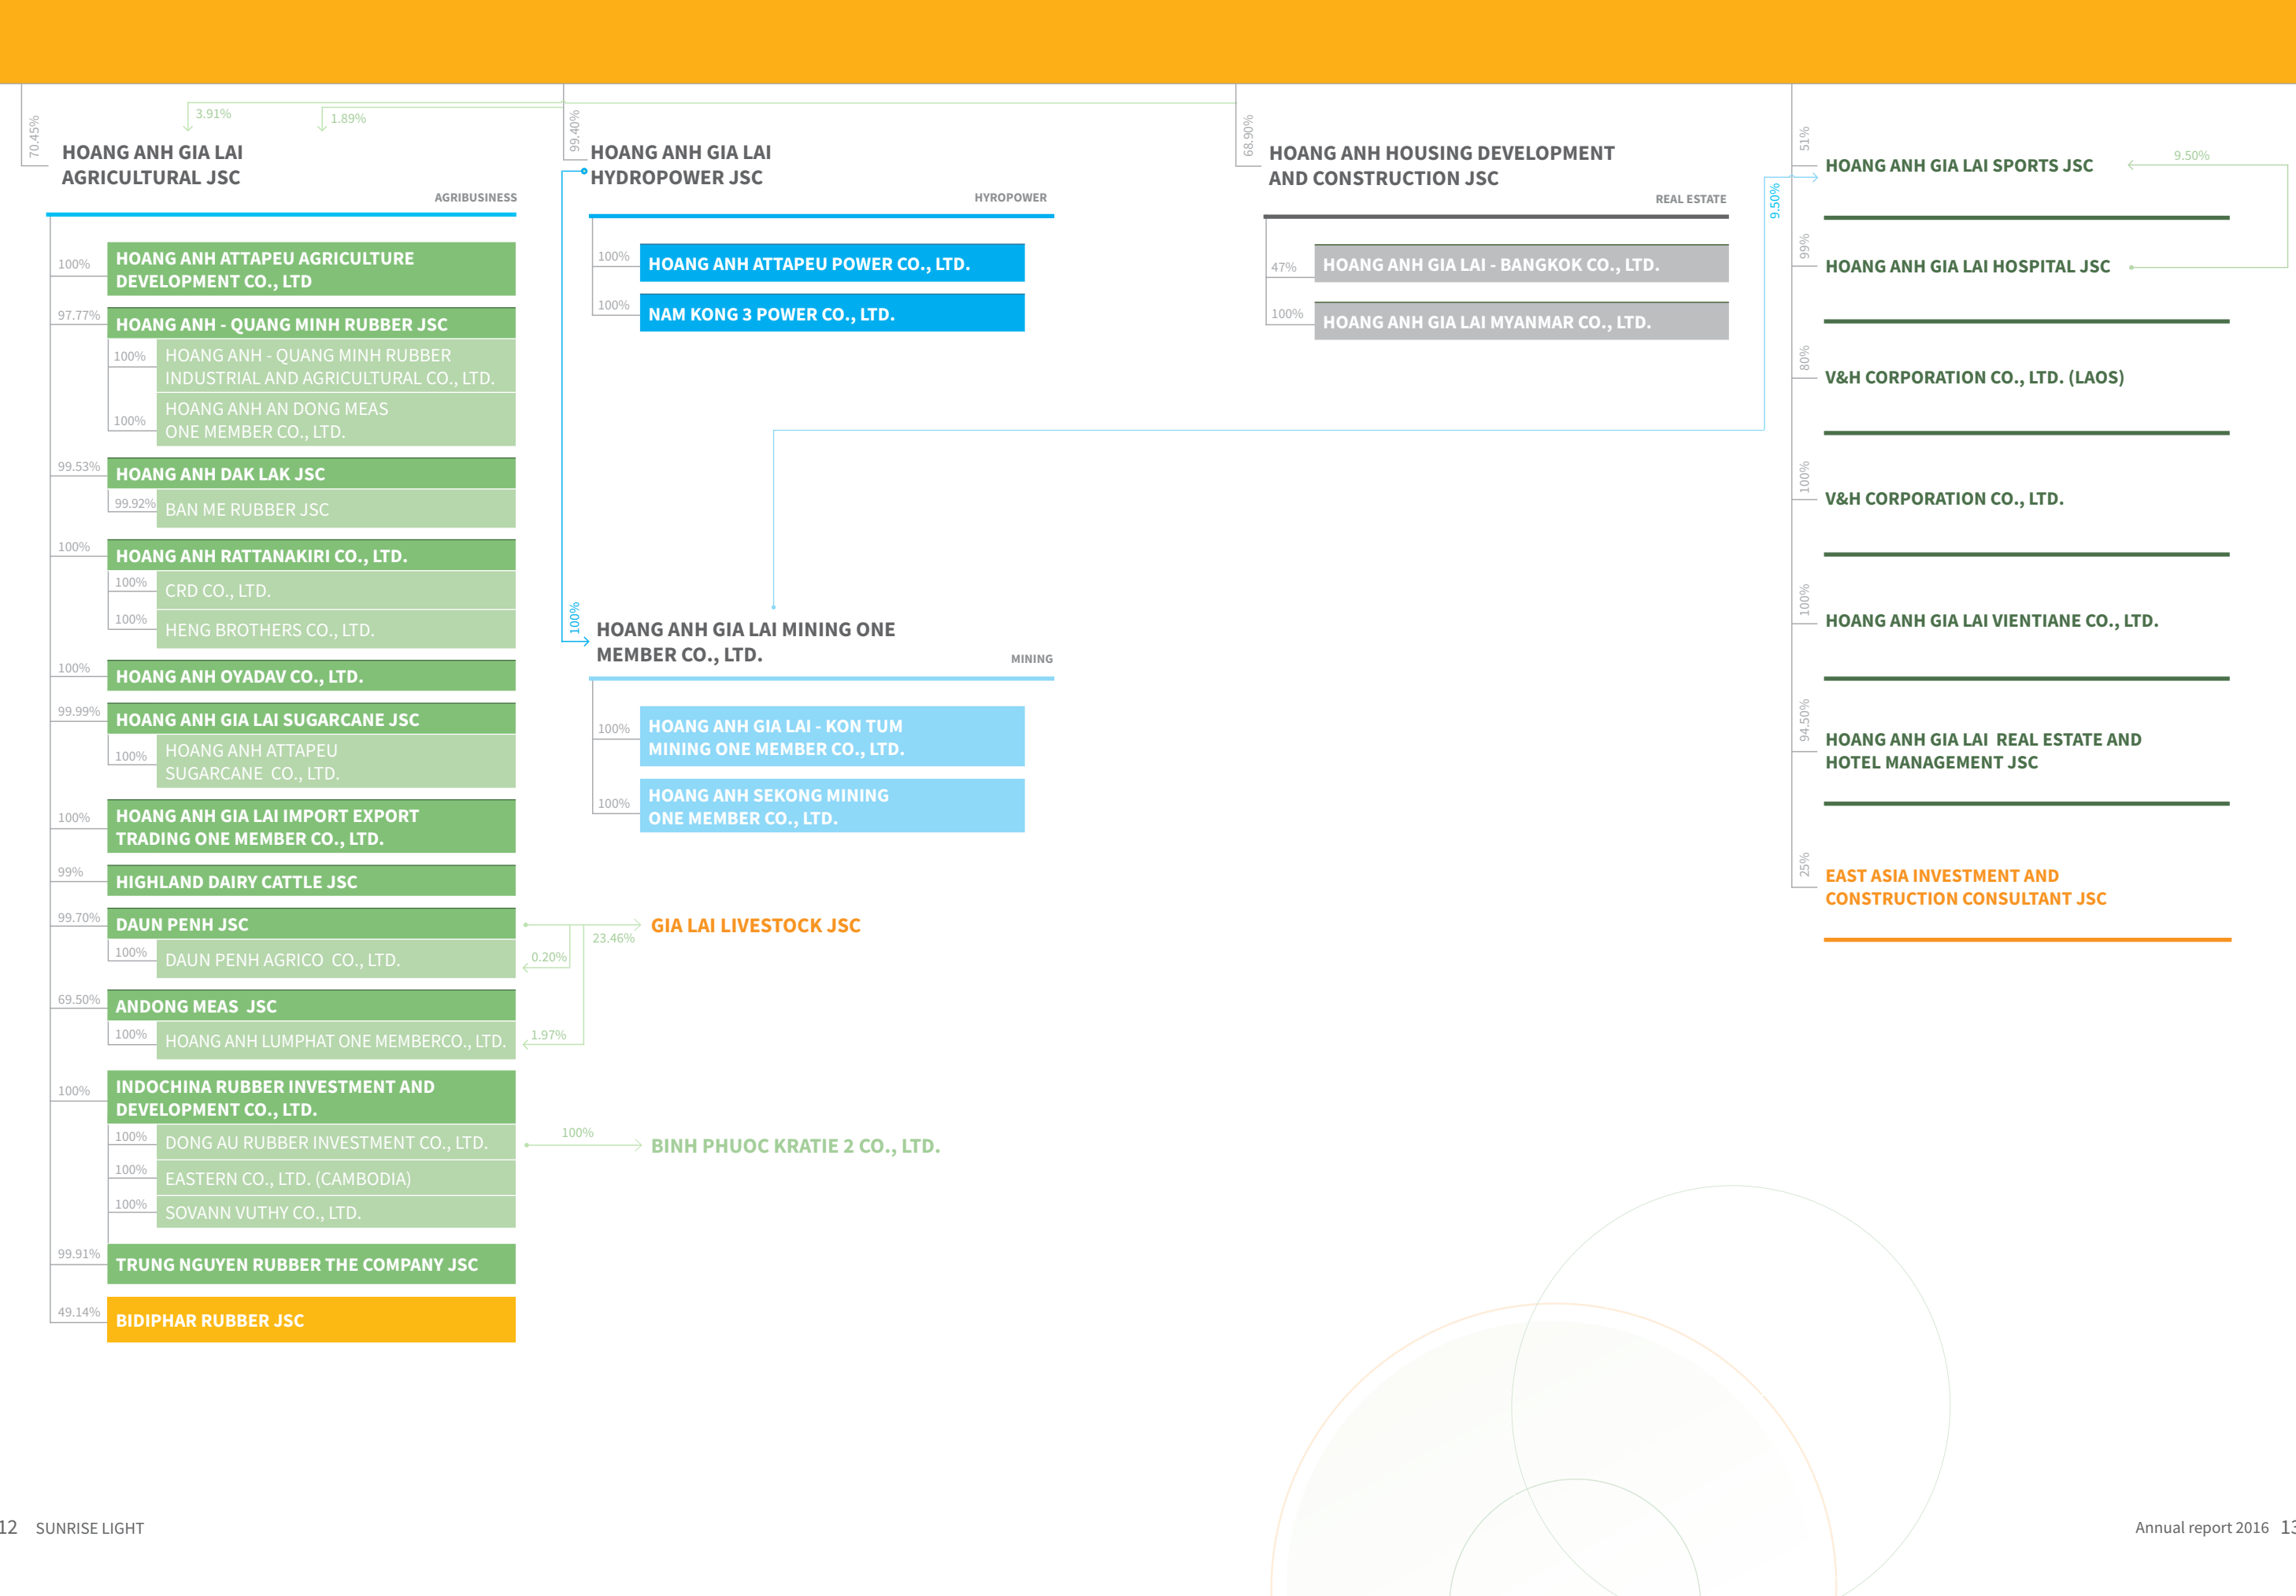 70.45%
3.91%
1.89%
HOANG ANH GIA LAI
AGRICULTURAL JSC
AGRIBUSINESS
100%
HOANG ANH ATTAPEU AGRICULTURE
DEVELOPMENT CO., LTD
97.77%
HOANG ANH - QUANG MINH RUBBER JSC
100%
HOANG ANH - QUANG MINH RUBBER
INDUSTRIAL AND AGRICULTURAL CO., LTD.
100%
HOANG ANH AN DONG MEAS
ONE MEMBER CO., LTD.
99.53%
HOANG ANH DAK LAK JSC
99.92%
BAN ME RUBBER JSC
100%
HOANG ANH RATTANAKIRI CO., LTD.
100%
CRD CO., LTD.
100%
HENG BROTHERS CO., LTD.
100%
HOANG ANH OYADAV CO., LTD.
99.99%
HOANG ANH GIA LAI SUGARCANE JSC
100%
HOANG ANH ATTAPEU
SUGARCANE CO., LTD.
100%
HOANG ANH GIA LAI IMPORT EXPORT
TRADING ONE MEMBER CO., LTD.
99%
HIGHLAND DAIRY CATTLE JSC
99.70%
DAUN PENH JSC
100%
DAUN PENH AGRICO CO., LTD.
69.50%
ANDONG MEAS JSC
100%
HOANG ANH LUMPHAT ONE MEMBERCO., LTD.
100%
INDOCHINA RUBBER INVESTMENT AND
DEVELOPMENT CO., LTD.
100%
DONG AU RUBBER INVESTMENT CO., LTD.
100%
EASTERN CO., LTD. (CAMBODIA)
100%
SOVANN VUTHY CO., LTD.
99.91%
TRUNG NGUYEN RUBBER THE COMPANY JSC
49.14%
BIDIPHAR RUBBER JSC
23.46%
0.20%
1.97%
GIA LAI LIVESTOCK JSC
100%
BINH PHUOC KRATIE 2 CO., LTD.
99.40%
HOANG ANH GIA LAI
HYDROPOWER JSC
HYROPOWER
100%
HOANG ANH ATTAPEU POWER CO., LTD.
100%
NAM KONG 3 POWER CO., LTD.
100%
HOANG ANH GIA LAI MINING ONE
MEMBER CO., LTD.
MINING
100%
HOANG ANH GIA LAI - KON TUM
MINING ONE MEMBER CO., LTD.
100%
HOANG ANH SEKONG MINING
ONE MEMBER CO., LTD.
68.90%
HOANG ANH HOUSING DEVELOPMENT
AND CONSTRUCTION JSC
REAL ESTATE
47%
HOANG ANH GIA LAI - BANGKOK CO., LTD.
100%
HOANG ANH GIA LAI MYANMAR CO., LTD.
9.50%
51%
HOANG ANH GIA LAI SPORTS JSC
9.50%
99%
HOANG ANH GIA LAI HOSPITAL JSC
80%
V&H CORPORATION CO., LTD. (LAOS)
100%
V&H CORPORATION CO., LTD.
100%
HOANG ANH GIA LAI VIENTIANE CO., LTD.
94.50%
HOANG ANH GIA LAI REAL ESTATE AND
HOTEL MANAGEMENT JSC
25%
EAST ASIA INVESTMENT AND
CONSTRUCTION CONSULTANT JSC
12 SUNRISE LIGHT
Annual report 2016 13